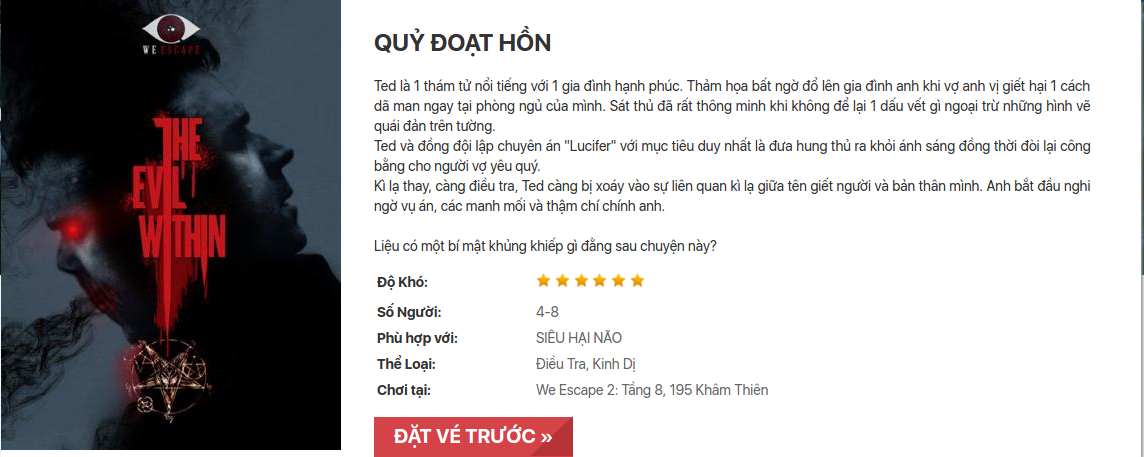 WE ESCAPE
THE
EVIL
WITHIN
QUỶ ĐOẠT HỒN
Ted là 1 thám tử nổi tiếng với 1 gia đình hạnh phúc. Thảm họa bất ngờ đổ lên gia đình anh khi vợ anh vị giết hại 1 cách
dã man ngay tại phòng ngủ của mình. Sát thủ đã rất thông minh khi không để lại 1 dấu vết gì ngoại trừ những hình vẽ
quái đản trên tường.
Ted và đồng đội lập chuyên án "Lucifer" với mục tiêu duy nhất là đưa hung thủ ra khỏi ánh sáng đồng thời đòi lại công
bằng cho người vợ yêu quý.
Kì lạ thay, càng điều tra, Ted càng bị xoáy vào sự liên quan kì lạ giữa tên giết người và bản thân mình. Anh bắt đầu nghi
ngờ vụ án, các manh mối và thậm chí chính anh.
Liệu có một bí mật khủng khiếp gì đằng sau chuyện này?
Độ Khó:
Số Người: 4-8
Phù hợp với: SIÊU HẠI NÃO
Thể Loại: Điều Tra, Kinh Dị
Chơi tại: We Escape 2: Tầng 8, 195 Khâm Thiên
ĐẶT VÉ TRƯỚC »